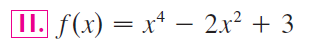 11. f(x) = x⁴ − 2x² + 3